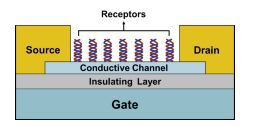 Receptors
Source
Drain
Conductive Channel
Insulating Layer
Gate